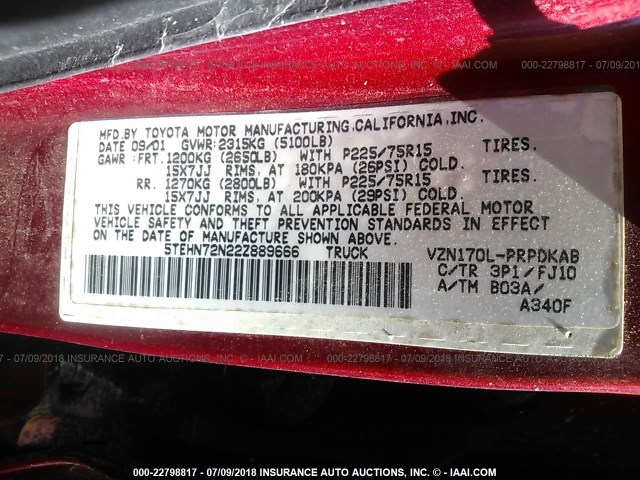 000-22798817 - 07/09/2018 INSURANCE AUTO AUCTIONS - © - IAAI.COM
MFD.BY TOYOTA MOTOR MANUFACTURING,CALIFORNIA,INC.
DATE 09/01 GVWR:2315KG (5100LB)
GAWR:FRT.1200KG (2650LB) WITH P225/75R15 TIRES.
15X7JJ RIMS, AT 180KPA (26PSI) COLD.
RR. 1270KG (2800LB) WITH P225/75R15 TIRES.
15X7JJ RIMS, AT 200KPA (29PSI) COLD.
THIS VEHICLE CONFORMS TO ALL APPLICABLE FEDERAL MOTOR
VEHICLE SAFETY AND THEFT PREVENTION STANDARDS IN EFFECT
ON THE DATE OF MANUFACTURE SHOWN ABOVE.
5TEHN72N22Z889666 TRUCK VZN170L-PRPDKAB
C/TR 3P1/FJ10
A/TM B03A/
A340F
000-22798817 - 07/09/2018 INSURANCE AUTO AUCTIONS - © - IAAI.COM
000-22798817 - 07/09/2018 INSURANCE AUTO AUCTIONS, INC. - © - WWW.IAAI.COM